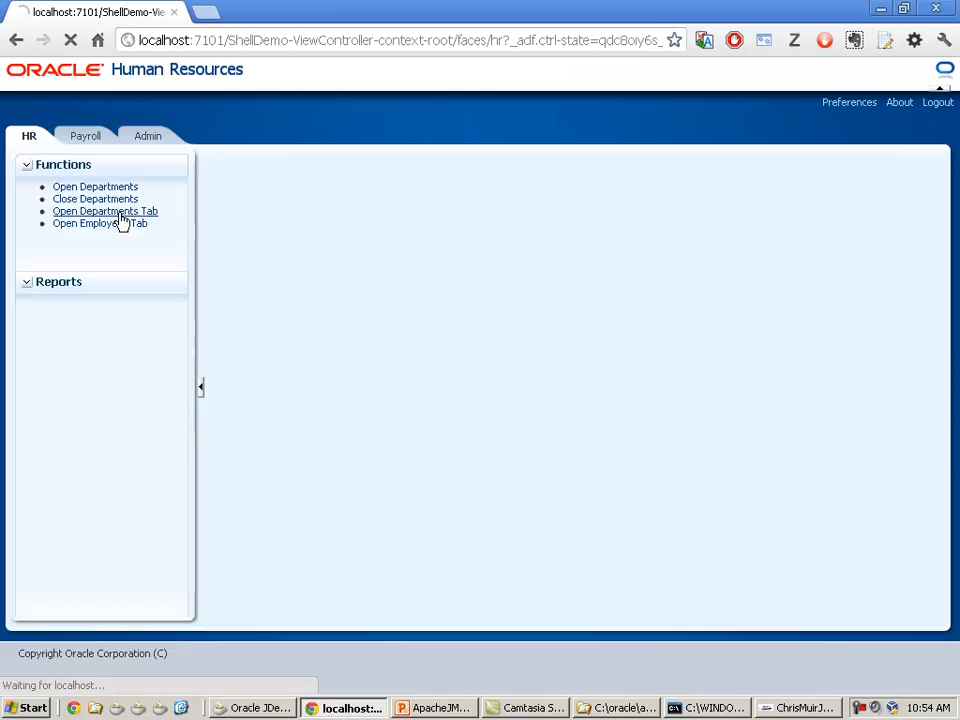 localhost:7101/ShellDemo-Vie
localhost:7101/ShellDemo-ViewController-context-root/faces/hr?_adf.ctrl-state=qdc8oiy6s_
ORACLE Human Resources
Preferences About Logout
HR Payroll Admin
Functions
Open Departments
Close Departments
Open Departments Tab
Open Employe Tab
Reports
Copyright Oracle Corporation (C)
Waiting for localhost...
Start Oracle JDe... localhost:... ApacheJM... Camtasia S... C:\oracle\a... C:\WINDO... ChrisMuirJ... 10:54 AM